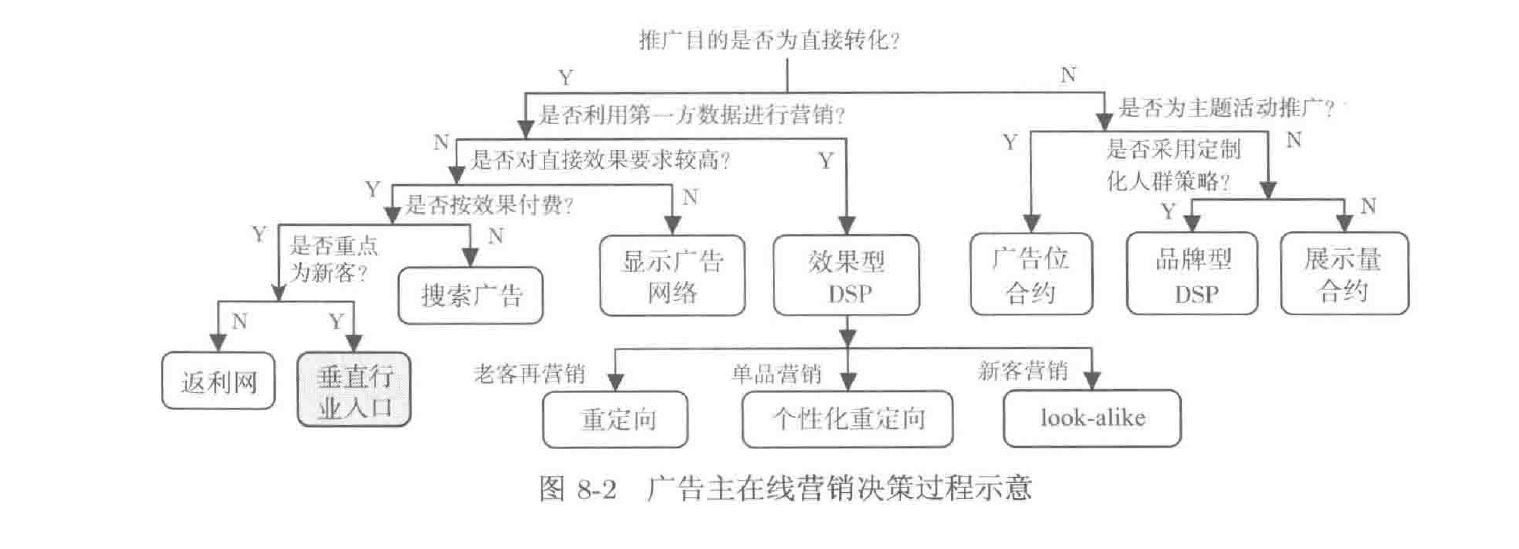 推广目的是否为直接转化?
Y
N
是否利用第一方数据进行营销?
是否为主题活动推广?
N
是否对直接效果要求较高?
Y
Y
是否采用定制
化人群策略?
N
Y
是否按效果付费?
N
Y
N
Y
是否重点
为新客?
N
搜索广告
显示广告
网络
效果型
DSP
广告位
合约
品牌型
DSP
展示量
合约
N
Y
返利网
垂直行
业入口
老客再营销
单品营销
新客营销
重定向
个性化重定向
look-alike
图 8-2 广告主在线营销决策过程示意